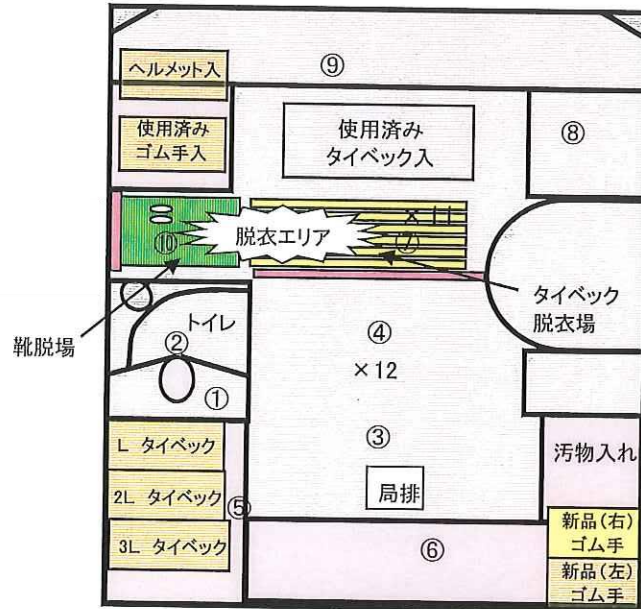 ⑨
ヘルメット入
使用済み
ゴム手入
使用済み
タイベック入
⑧
×11
脱衣エリア
⑩
⑦
タイベック
脱衣場
靴脱場
トイレ
②
①
④
×12
③
局排
L タイベック
2L タイベック
3L タイベック
⑤
⑥
汚物入れ
新品(右)
ゴム手
新品(左)
ゴム手